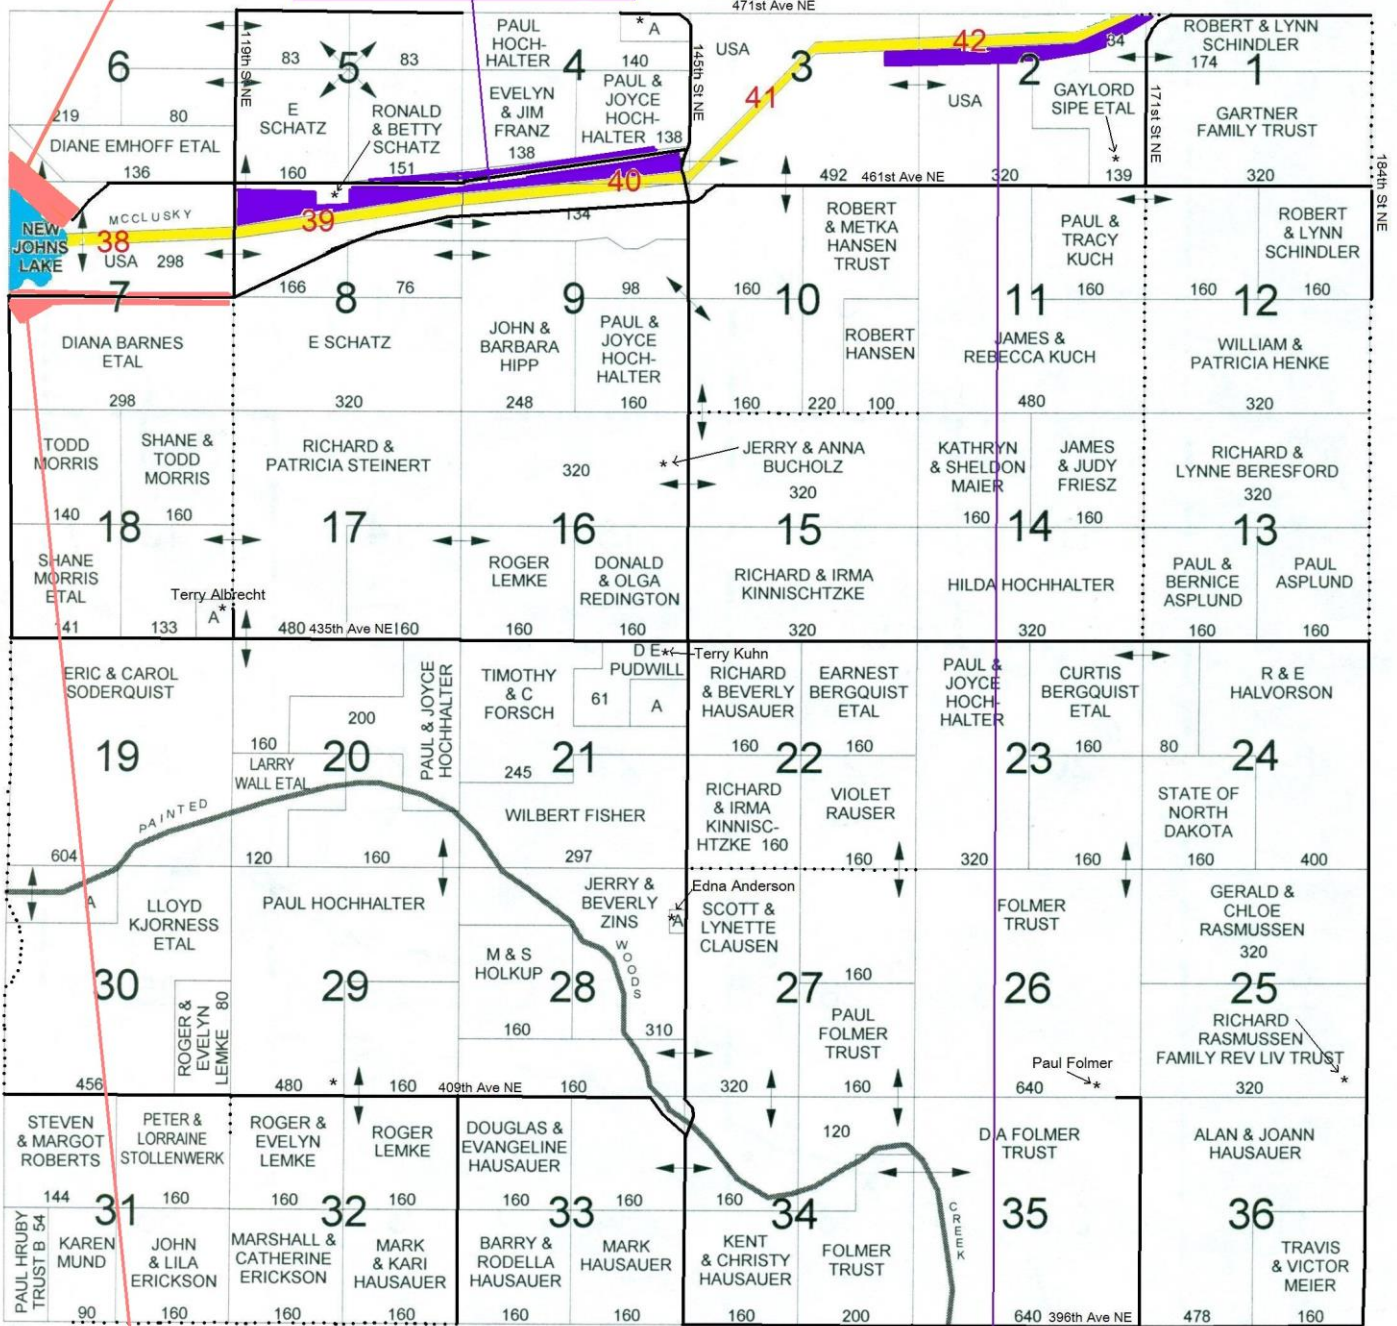 471st Ave NE
6
119th St NE
83
5
83
PAUL
HOCH-
HALTER
4
* A
140
145th St NE
USA
3
42
84
2
ROBERT & LYNN
SCHINDLER
174
1
219
80
E
SCHATZ
RONALD
& BETTY
SCHATZ
EVELYN
& JIM
FRANZ
PAUL &
JOYCE
HOCH-
HALTER
138
41
USA
GAYLORD
SIPE ETAL
*
171st St NE
GARTNER
FAMILY TRUST
184th St NE
DIANE EMHOFF ETAL
136
160
151
138
492
461st Ave NE
320
139
320
*
40
39
134
NEW
JOHNS
LAKE
MCCLUSKY
38
USA
298
7
166
8
76
9
98
ROBERT
& METKA
HANSEN
TRUST
160
10
PAUL &
TRACY
KUCH
11
160
ROBERT
& LYNN
SCHINDLER
160
12
160
DIANA BARNES
ETAL
E SCHATZ
JOHN &
BARBARA
HIPP
PAUL &
JOYCE
HOCH-
HALTER
ROBERT
HANSEN
JAMES &
REBECCA KUCH
WILLIAM &
PATRICIA HENKE
298
320
248
160
160
220
100
480
320
TODD
MORRIS
SHANE &
TODD
MORRIS
RICHARD &
PATRICIA STEINERT
320
*
JERRY & ANNA
BUCHOLZ
320
KATHRYN
& SHELDON
MAIER
JAMES
& JUDY
FRIESZ
RICHARD &
LYNNE BERESFORD
320
140
18
160
17
16
15
160
14
160
13
SHANE
MORRIS
ETAL
Terry Albrecht
A *
ROGER
LEMKE
DONALD
& OLGA
REDINGTON
RICHARD & IRMA
KINNISCHTZKE
HILDA HOCHHALTER
PAUL &
BERNICE
ASPLUND
PAUL
ASPLUND
141
133
480
435th Ave NE
160
160
160
320
320
160
160
ERIC & CAROL
SODERQUIST
200
PAUL & JOYCE
HOCHHALTER
TIMOTHY
& C
FORSCH
D E
PUDWILL
*
Terry Kuhn
61
A
RICHARD
& BEVERLY
HAUSAUER
EARNEST
BERGQUIST
ETAL
PAUL &
JOYCE
HOCH-
HALTER
CURTIS
BERGQUIST
ETAL
R & E
HALVORSON
19
160
20
245
21
160
22
160
23
160
80
24
LARRY
WALL ETAL
PAINTED
WILBERT FISHER
RICHARD
& IRMA
KINNISC-
HTZKE 160
VIOLET
RAUSER
STATE OF
NORTH
DAKOTA
604
120
160
297
160
320
160
160
400
A
LLOYD
KJORNESS
ETAL
PAUL HOCHHALTER
JERRY &
BEVERLY
ZINS
Edna Anderson
* A
SCOTT &
LYNETTE
CLAUSEN
FOLMER
TRUST
GERALD &
CHLOE
RASMUSSEN
320
30
29
M & S
HOLKUP
28
WOODS
160
27
26
25
ROGER &
EVELYN
LEMKE 80
160
310
PAUL
FOLMER
TRUST
Paul Folmer
*
RICHARD
RASMUSSEN
FAMILY REV LIV TRUST
*
456
480
*
160
409th Ave NE
160
320
160
640
320
STEVEN
& MARGOT
ROBERTS
PETER &
LORRAINE
STOLLENWERK
ROGER &
EVELYN
LEMKE
ROGER
LEMKE
DOUGLAS &
EVANGELINE
HAUSAUER
120
D A FOLMER
TRUST
ALAN & JOANN
HAUSAUER
144
31
160
160
32
160
160
33
160
160
34
35
36
PAUL HRUBY
TRUST B 54
KAREN
MUND
JOHN
& LILA
ERICKSON
MARSHALL &
CATHERINE
ERICKSON
MARK
& KARI
HAUSAUER
BARRY &
RODELLA
HAUSAUER
MARK
HAUSAUER
KENT
& CHRISTY
HAUSAUER
FOLMER
TRUST
CREEK
TRAVIS
& VICTOR
MEIER
90
160
160
160
160
160
160
200
640
396th Ave NE
478
160